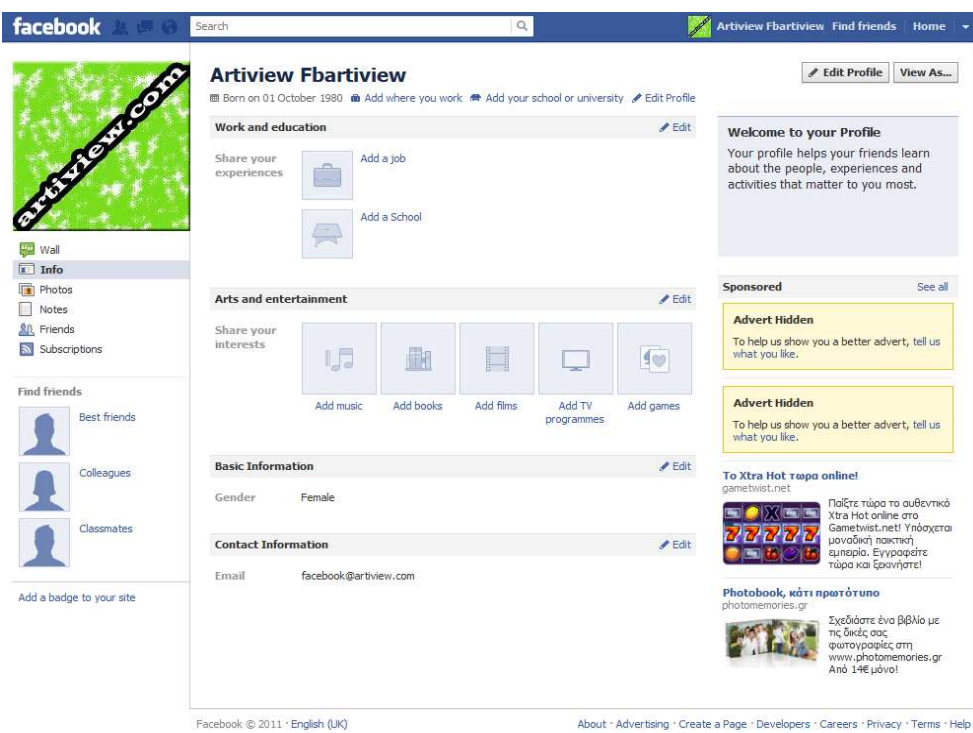 facebook
Search
Artiview Fbartiview Find friends Home
artiview.com
Artiview Fbartiview
Born on 01 October 1980 Add where you work Add your school or university Edit Profile
Edit Profile View As...
Wall
Info
Photos
Notes
Friends
Subscriptions
Find friends
Best friends
Colleagues
Classmates
Add a badge to your site
Work and education Edit
Share your
experiences
Add a job
Add a School
Arts and entertainment Edit
Share your
interests
Add music
Add books
Add films
Add TV
programmes
Add games
Basic Information Edit
Gender Female
Contact Information Edit
Email facebook@artiview.com
Welcome to your Profile
Your profile helps your friends learn
about the people, experiences and
activities that matter to you most.
Sponsored See all
Advert Hidden
To help us show you a better advert, tell us
what you like.
Advert Hidden
To help us show you a better advert, tell us
what you like.
Το Xtra Hot τωρα online!
gametwist.net
Παίξτε τώρα το αυθεντικό
Xtra Hot online στο
Gametwist.net! Υπόσχεται
μοναδική παικτική
εμπειρία. Εγγραφείτε
τώρα και ξεκινήστε!
Photobook, κάτι πρωτότυπο
photomemories.gr
Σχεδιάστε ένα βιβλίο με
τις δικές σας
φωτογραφίες στη
www.photomemories.gr
Από 14€ μόνο!
Facebook © 2011 · English (UK)
About · Advertising · Create a Page · Developers · Careers · Privacy · Terms · Help